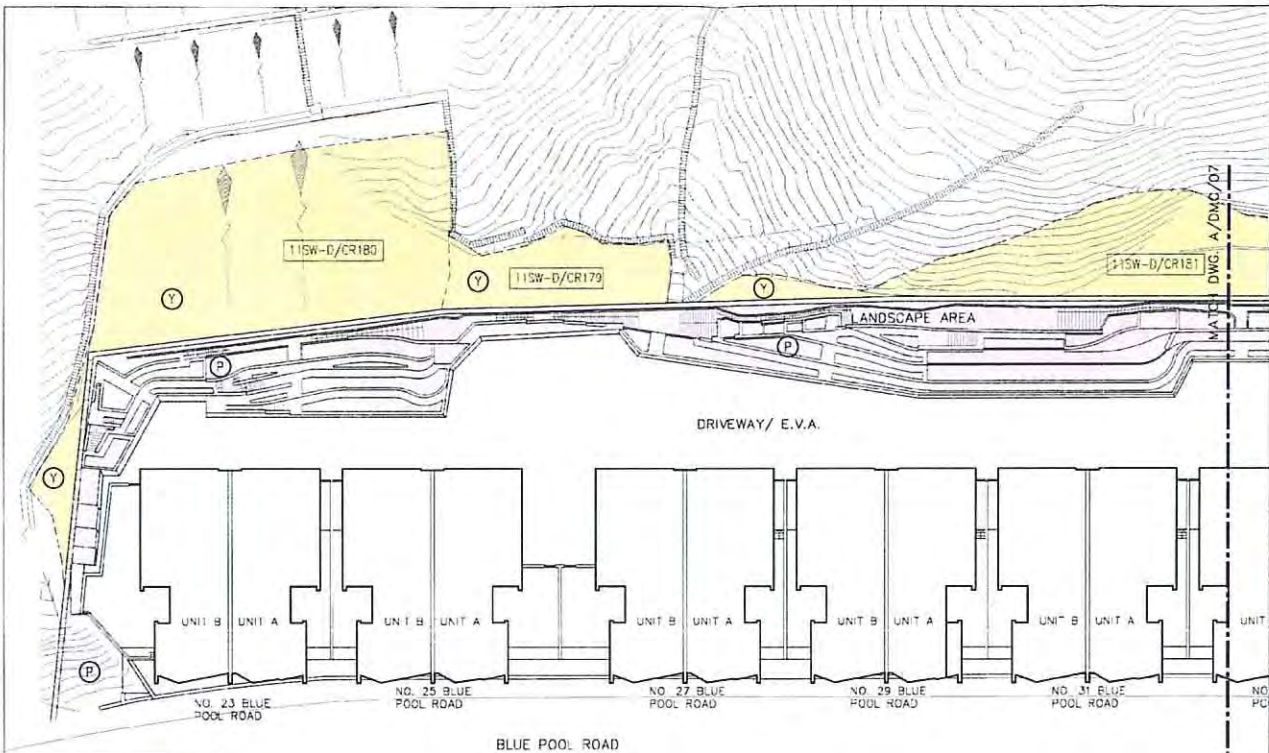 11SW-D/CR180
11SW-D/CR179
11SW-D/CR181
MATCH DWG. A/DMC/07
Y
Y
Y
LANDSCAPE AREA
P
P
DRIVEWAY/ E.V.A.
Y
UNIT B
UNIT A
UNIT B
UNIT A
UNIT B
UNIT A
UNIT B
UNIT A
UNIT B
UNIT A
UNIT
P
NO. 23 BLUE
POOL ROAD
NO. 25 BLUE
POOL ROAD
NO. 27 BLUE
POOL ROAD
NO. 29 BLUE
POOL ROAD
NO. 31 BLUE
POOL ROAD
NO
BLUE POOL ROAD